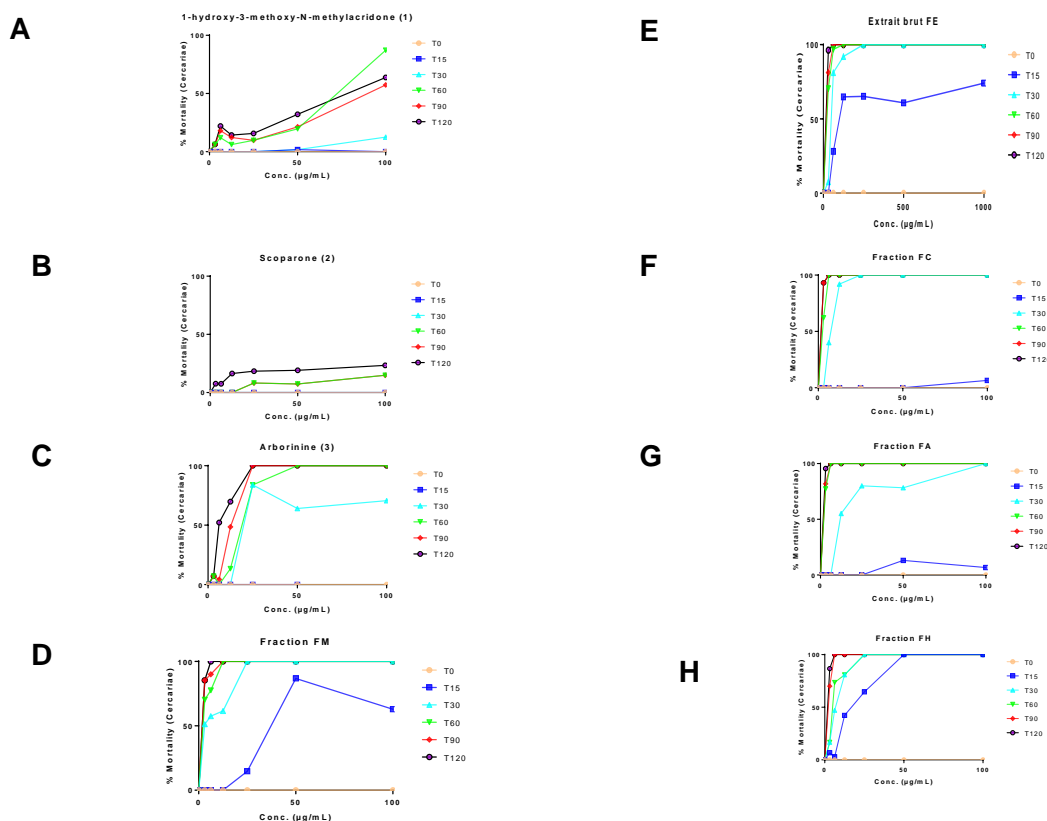 A
1-hydroxy-3-methoxy-N-methylacridone (1)
% Mortality (Cercariae)
100
50
0
0
50
100
Conc. (µg/mL)
T0
T15
T30
T60
T90
T120
B
Scoparone (2)
% Mortality (Cercariae)
100
50
0
0
50
100
Conc. (µg/mL)
T0
T15
T30
T60
T90
T120
C
Arborinine (3)
% Mortality (Cercariae)
100
50
0
0
50
100
Conc. (µg/mL)
T0
T15
T30
T60
T90
T120
D
Fraction FM
% Mortality (Cercariae)
100
50
0
0
50
100
Conc. (µg/mL)
T0
T15
T30
T60
T90
T120
E
Extrait brut FE
% Mortality (Cercariae)
100
50
0
0
500
1000
Conc. (µg/mL)
T0
T15
T30
T60
T90
T120
F
Fraction FC
% Mortality (Cercariae)
100
50
0
0
50
100
Conc. (µg/mL)
T0
T15
T30
T60
T90
T120
G
Fraction FA
% Mortality (Cercariae)
100
50
0
0
50
100
Conc. (µg/mL)
T0
T15
T30
T60
T90
T120
H
Fraction FH
% Mortality (Cercariae)
100
50
0
0
50
100
Conc. (µg/mL)
T0
T15
T30
T60
T90
T120